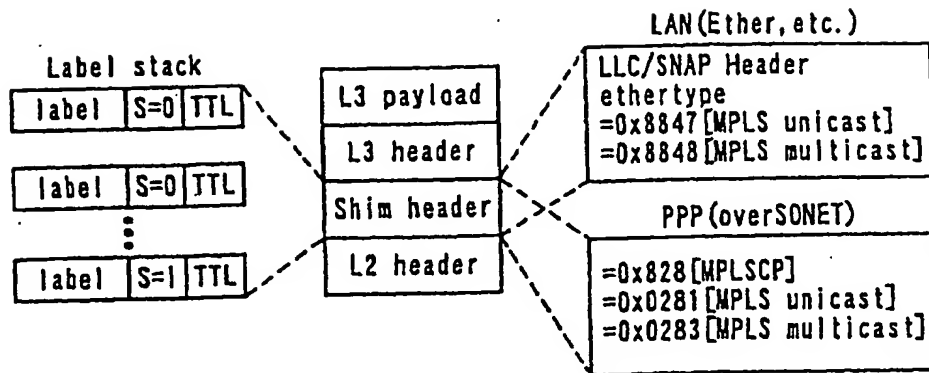 Label stack
label S=0 TTL
label S=0 TTL
label S=1 TTL
L3 payload
L3 header
Shim header
L2 header
LAN(Ether, etc.)
LLC/SNAP Header
ethertype
=0x8847[MPLS unicast]
=0x8848[MPLS multicast]
PPP(overSONET)
=0x828[MPLSCP]
=0x0281[MPLS unicast]
=0x0283[MPLS multicast]